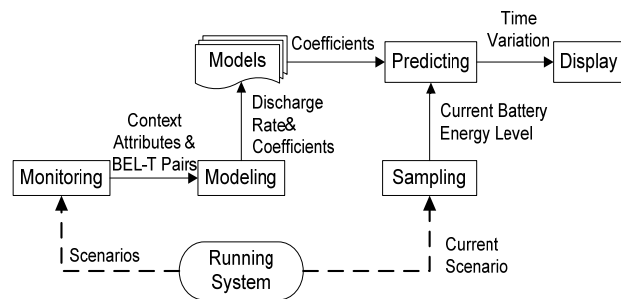 Models
Coefficients
Predicting
Time
Variation
Display
Discharge
Rate&
Coefficients
Current Battery
Energy Level
Context
Attributes &
BEL-T Pairs
Monitoring
Modeling
Sampling
Scenarios
Running
System
Current
Scenario